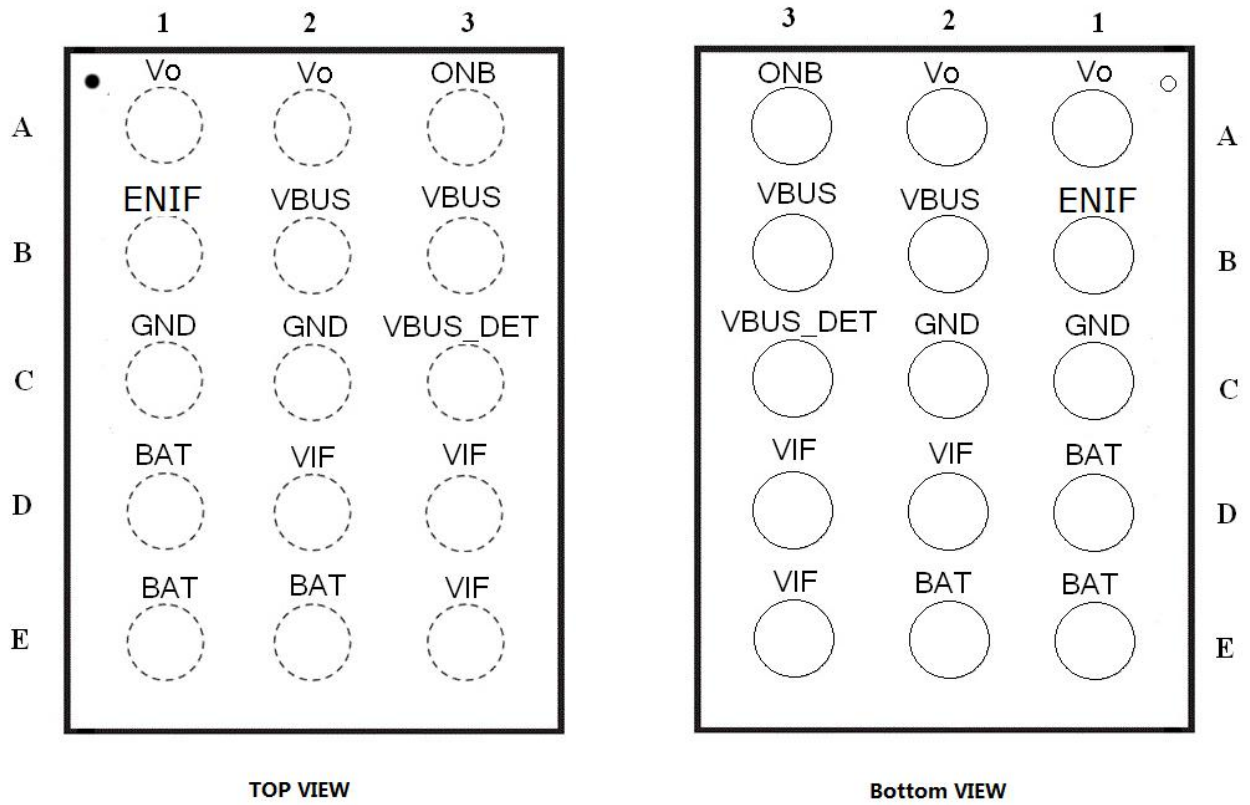 1 2 3
Vo Vo ONB
A
ENIF VBUS VBUS
B
GND GND VBUS_DET
C
BAT VIF VIF
D
BAT BAT VIF
E
TOP VIEW
3 2 1
ONB Vo Vo
A
VBUS VBUS ENIF
B
VBUS_DET GND GND
C
VIF VIF BAT
D
VIF BAT BAT
E
Bottom VIEW